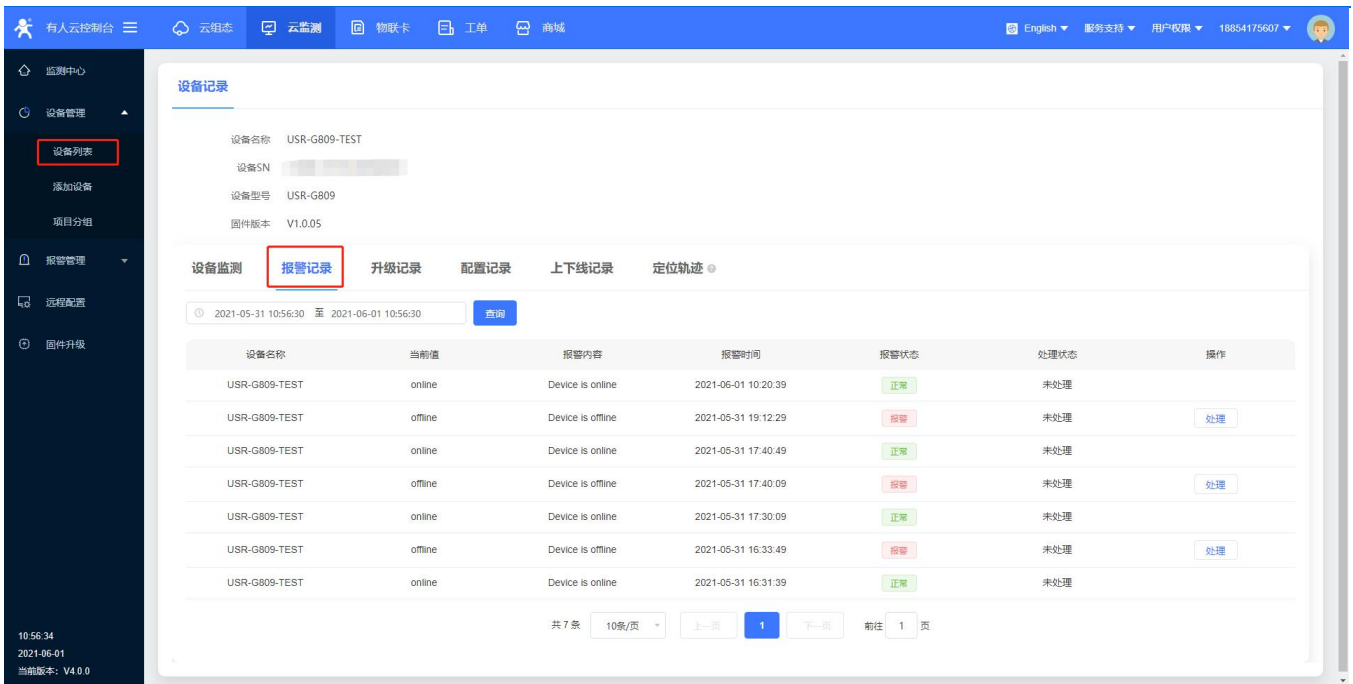 有人云控制台 云组态 云监测 物联卡 工单 商城 English 服务支持 用户权限 18854175607
监测中心
设备管理
设备列表
添加设备
项目分组
报警管理
远程配置
固件升级
10:56:34
2021-06-01
当前版本：V4.0.0
设备记录
设备名称 USR-G809-TEST
设备SN
设备型号 USR-G809
固件版本 V1.0.05
设备监测 报警记录 升级记录 配置记录 上下线记录 定位轨迹
2021-05-31 10:56:30 至 2021-06-01 10:56:30 查询
设备名称 当前值 报警内容 报警时间 报警状态 处理状态 操作
USR-G809-TEST online Device is online 2021-06-01 10:20:39 正常 未处理
USR-G809-TEST offline Device is offline 2021-05-31 19:12:29 报警 未处理 处理
USR-G809-TEST online Device is online 2021-05-31 17:40:49 正常 未处理
USR-G809-TEST offline Device is offline 2021-05-31 17:40:09 报警 未处理 处理
USR-G809-TEST online Device is online 2021-05-31 17:30:09 正常 未处理
USR-G809-TEST offline Device is offline 2021-05-31 16:33:49 报警 未处理 处理
USR-G809-TEST online Device is online 2021-05-31 16:31:39 正常 未处理
共 7 条 10条/页 上一页 1 下一页 前往 1 页